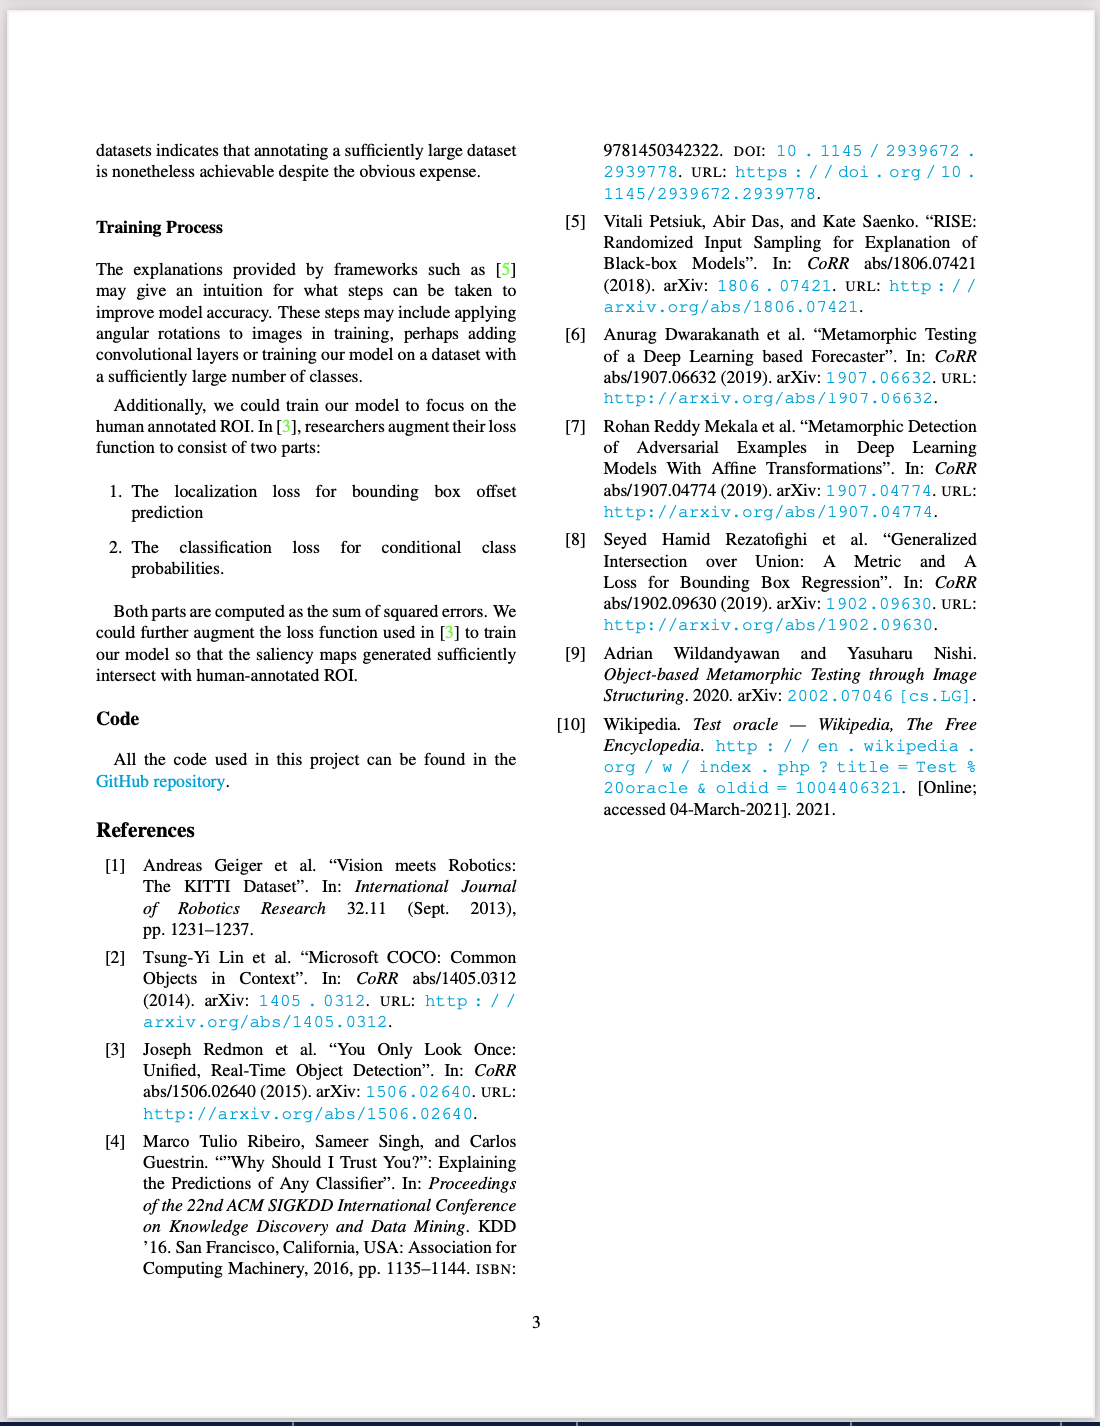 datasets indicates that annotating a sufficiently large dataset
is nonetheless achievable despite the obvious expense.
Training Process
The explanations provided by frameworks such as [5]
may give an intuition for what steps can be taken to
improve model accuracy. These steps may include applying
angular rotations to images in training, perhaps adding
convolutional layers or training our model on a dataset with
a sufficiently large number of classes.
Additionally, we could train our model to focus on the
human annotated ROI. In [3], researchers augment their loss
function to consist of two parts:
1. The localization loss for bounding box offset
prediction
2. The classification loss for conditional class
probabilities.
Both parts are computed as the sum of squared errors. We
could further augment the loss function used in [3] to train
our model so that the saliency maps generated sufficiently
intersect with human-annotated ROI.
Code
All the code used in this project can be found in the
GitHub repository.
References
[1] Andreas Geiger et al. “Vision meets Robotics:
The KITTI Dataset”. In: International Journal
of Robotics Research 32.11 (Sept. 2013),
pp. 1231–1237.
[2] Tsung-Yi Lin et al. “Microsoft COCO: Common
Objects in Context”. In: CoRR abs/1405.0312
(2014). arXiv: 1405 . 0312. URL: http : / /
arxiv.org/abs/1405.0312.
[3] Joseph Redmon et al. “You Only Look Once:
Unified, Real-Time Object Detection”. In: CoRR
abs/1506.02640 (2015). arXiv: 1506.02640. URL:
http://arxiv.org/abs/1506.02640.
[4] Marco Tulio Ribeiro, Sameer Singh, and Carlos
Guestrin. “”Why Should I Trust You?”: Explaining
the Predictions of Any Classifier”. In: Proceedings
of the 22nd ACM SIGKDD International Conference
on Knowledge Discovery and Data Mining. KDD
’16. San Francisco, California, USA: Association for
Computing Machinery, 2016, pp. 1135–1144. ISBN:
9781450342322. DOI: 10 . 1145 / 2939672 .
2939778. URL: https : / / doi . org / 10 .
1145/2939672.2939778.
[5] Vitali Petsiuk, Abir Das, and Kate Saenko. “RISE:
Randomized Input Sampling for Explanation of
Black-box Models”. In: CoRR abs/1806.07421
(2018). arXiv: 1806 . 07421. URL: http : / /
arxiv.org/abs/1806.07421.
[6] Anurag Dwarakanath et al. “Metamorphic Testing
of a Deep Learning based Forecaster”. In: CoRR
abs/1907.06632 (2019). arXiv: 1907.06632. URL:
http://arxiv.org/abs/1907.06632.
[7] Rohan Reddy Mekala et al. “Metamorphic Detection
of Adversarial Examples in Deep Learning
Models With Affine Transformations”. In: CoRR
abs/1907.04774 (2019). arXiv: 1907.04774. URL:
http://arxiv.org/abs/1907.04774.
[8] Seyed Hamid Rezatofighi et al. “Generalized
Intersection over Union: A Metric and A
Loss for Bounding Box Regression”. In: CoRR
abs/1902.09630 (2019). arXiv: 1902.09630. URL:
http://arxiv.org/abs/1902.09630.
[9] Adrian Wildandyawan and Yasuharu Nishi.
Object-based Metamorphic Testing through Image
Structuring. 2020. arXiv: 2002.07046 [cs.LG].
[10] Wikipedia. Test oracle — Wikipedia, The Free
Encyclopedia. http : / / en . wikipedia .
org / w / index . php ? title = Test %
20oracle & oldid = 1004406321. [Online;
accessed 04-March-2021]. 2021.
3